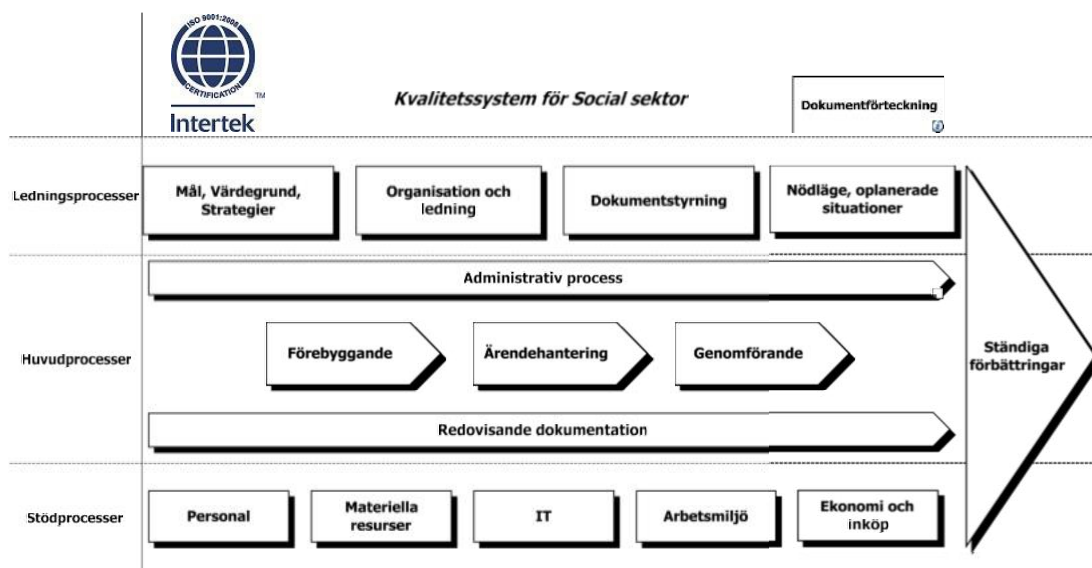 ISO 9001:2008
CERTIFICATION
TM
Intertek
Kvalitetssystem för Social sektor
Dokumentförteckning
Ledningsprocesser
Mål, Värdegrund,
Strategier
Organisation och
ledning
Dokumentstyrning
Nödläge, oplanerade
situationer
Administrativ process
Huvudprocesser
Förebyggande
Ärendehantering
Genomförande
Ständiga
förbättringar
Redovisande dokumentation
Stödprocesser
Personal
Materiella
resurser
IT
Arbetsmiljö
Ekonomi och
inköp